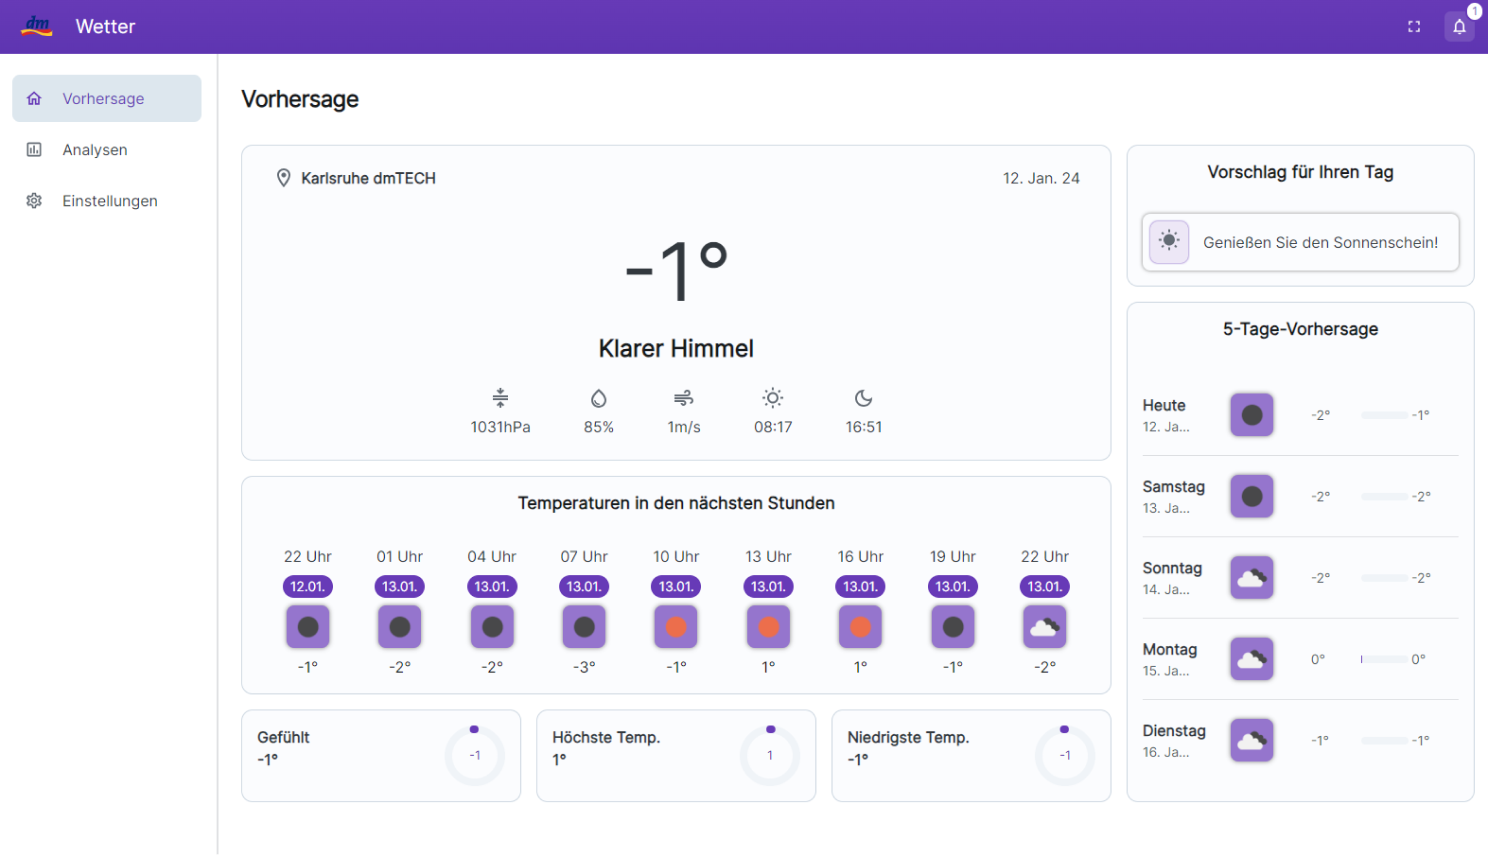 dm
Wetter
1
Vorhersage
Analysen
Einstellungen
Vorhersage
Karlsruhe dmTECH
12. Jan. 24
-1°
Klarer Himmel
1031hPa 85% 1m/s 08:17 16:51
Vorschlag für Ihren Tag
Genießen Sie den Sonnenschein!
Temperaturen in den nächsten Stunden
22 Uhr 01 Uhr 04 Uhr 07 Uhr 10 Uhr 13 Uhr 16 Uhr 19 Uhr 22 Uhr
12.01. 13.01. 13.01. 13.01. 13.01. 13.01. 13.01. 13.01. 13.01.
-1° -2° -2° -3° -1° 1° 1° -1° -2°
Gefühlt
-1°
-1
Höchste Temp.
1°
1
Niedrigste Temp.
-1°
-1
5-Tage-Vorhersage
Heute
12. Ja...
-2° -1°
Samstag
13. Ja...
-2° -2°
Sonntag
14. Ja...
-2° -2°
Montag
15. Ja...
0° 0°
Dienstag
16. Ja...
-1° -1°